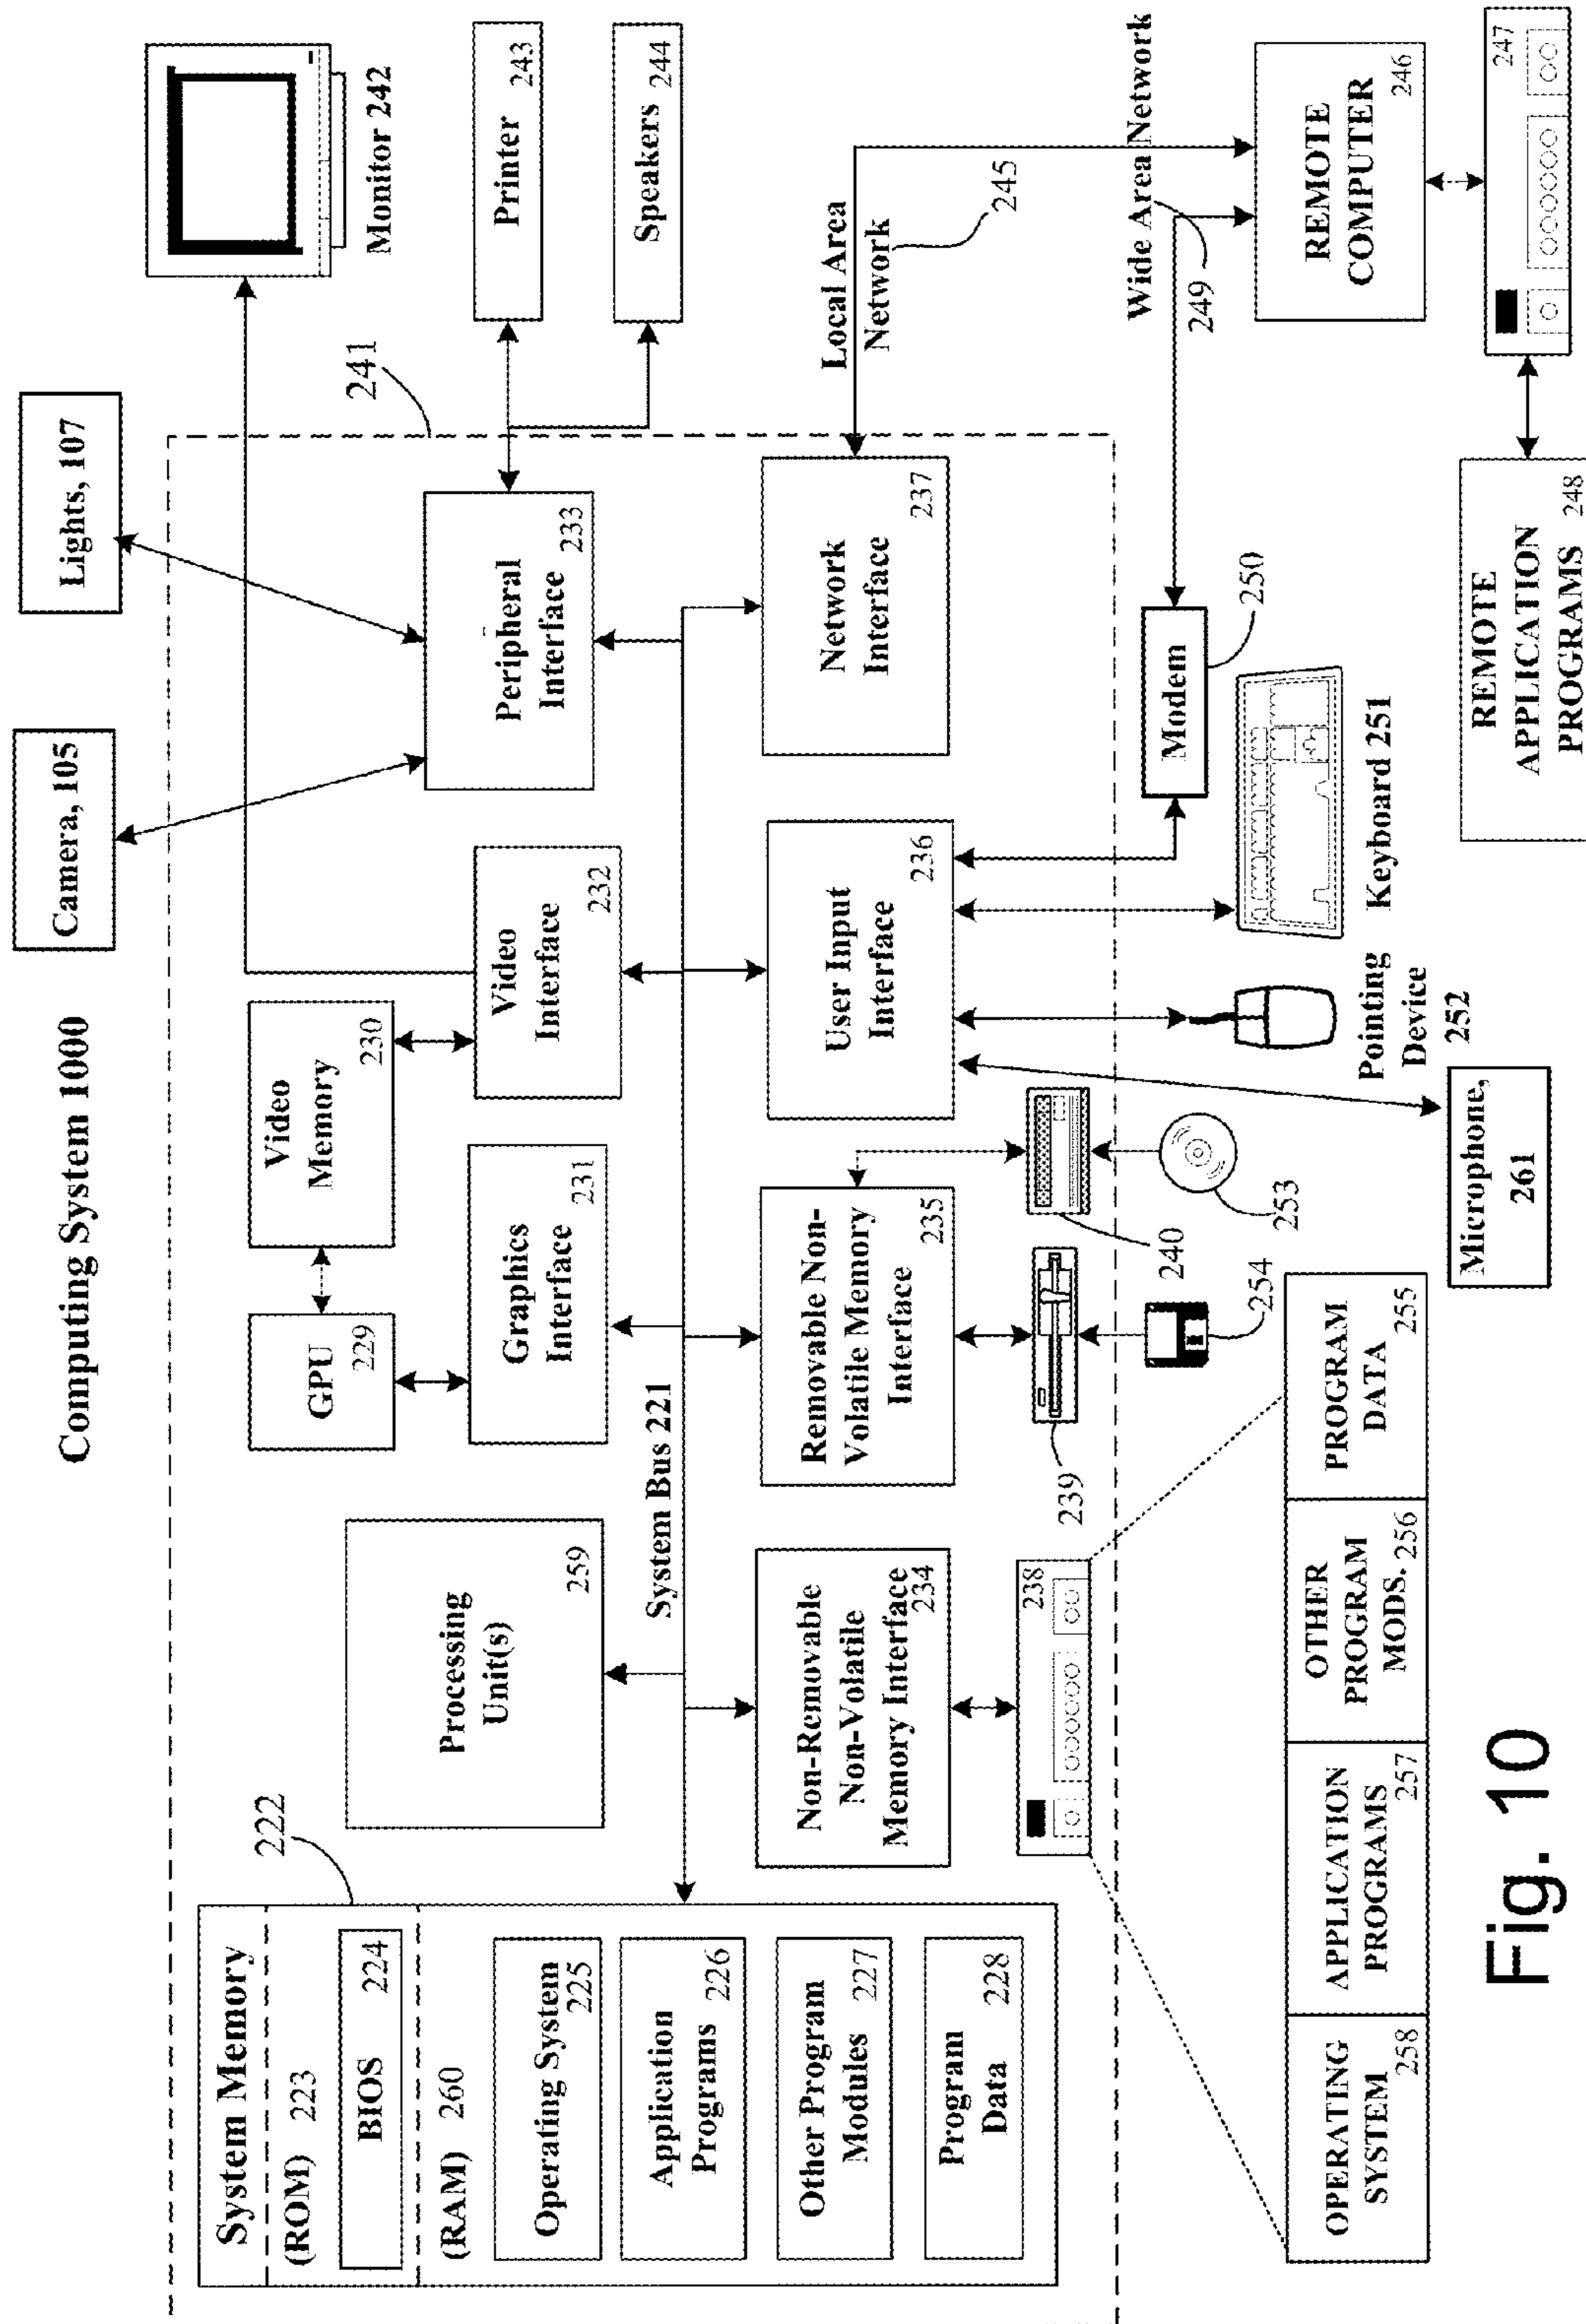 Computing System 1000
Camera, 105
Lights, 107
Monitor 242
Printer
243
Speakers
244
241
222
System Memory
(ROM) 223
BIOS
224
(RAM) 260
Operating System
225
Application
Programs
226
Other Program
Modules
227
Program
Data
228
Processing
Unit(s)
259
GPU
229
Video
Memory
230
Graphics
Interface
231
Video
Interface
232
Peripheral
Interface
233
System Bus 221
Non-Removable
Non-Volatile
Memory Interface
234
Removable Non-
Volatile Memory
Interface
235
User Input
Interface
236
Network
Interface
237
Local Area
Network
245
238
239
240
254
253
Modem
250
Wide Area Network
249
REMOTE
COMPUTER
246
247
Pointing
Device
252
Keyboard 251
Microphone,
261
REMOTE
APPLICATION
PROGRAMS
248
OPERATING
SYSTEM
258
APPLICATION
PROGRAMS
257
OTHER
PROGRAM
MODS.
256
PROGRAM
DATA
255
Fig. 10